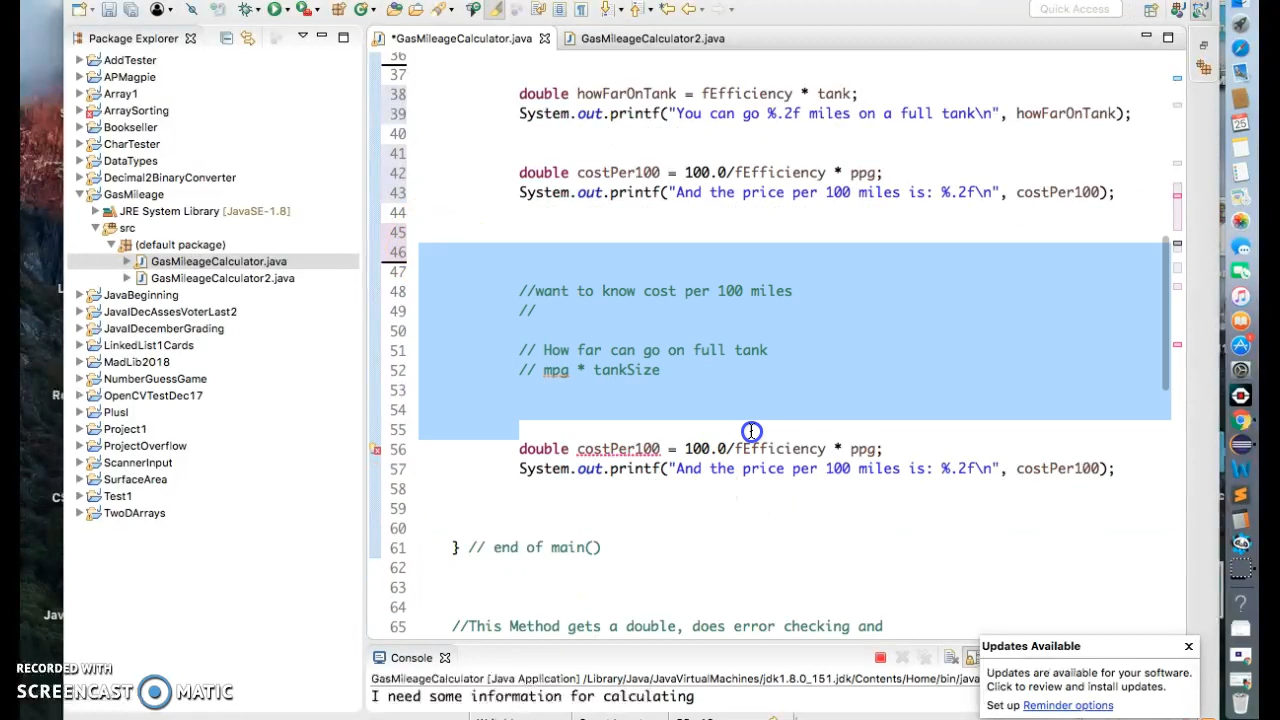 Quick Access
Package Explorer
*GasMileageCalculator.java
GasMileageCalculator2.java
AddTester
APMagpie
Array1
ArraySorting
Bookseller
CharTester
DataTypes
Decimal2BinaryConverter
GasMileage
JRE System Library [JavaSE-1.8]
src
(default package)
GasMileageCalculator.java
GasMileageCalculator2.java
JavaBeginning
JavalDecAssesVoterLast2
JavalDecemberGrading
LinkedList1Cards
MadLib2018
NumberGuessGame
OpenCVTestDec17
PlusI
Project1
ProjectOverflow
ScannerInput
SurfaceArea
Test1
TwoDArrays
36
37
38 double howFarOnTank = fEfficiency * tank;
39 System.out.printf("You can go %.2f miles on a full tank\n", howFarOnTank);
40
41
42 double costPer100 = 100.0/fEfficiency * ppg;
43 System.out.printf("And the price per 100 miles is: %.2f\n", costPer100);
44
45
46
47
48 //want to know cost per 100 miles
49 //
50
51 // How far can go on full tank
52 // mpg * tankSize
53
54
55
56 double costPer100 = 100.0/fEfficiency * ppg;
57 System.out.printf("And the price per 100 miles is: %.2f\n", costPer100);
58
59
60
61 } // end of main()
62
63
64
65 //This Method gets a double, does error checking and
Console
GasMileageCalculator [Java Application] /Library/Java/JavaVirtualMachines/jdk1.8.0_151.jdk/Contents/Home/bin/java
I need some information for calculating
Updates Available
Updates are available for your software.
Click to review and install updates.
Set up Reminder options
RECORDED WITH
SCREENCAST MATIC
25